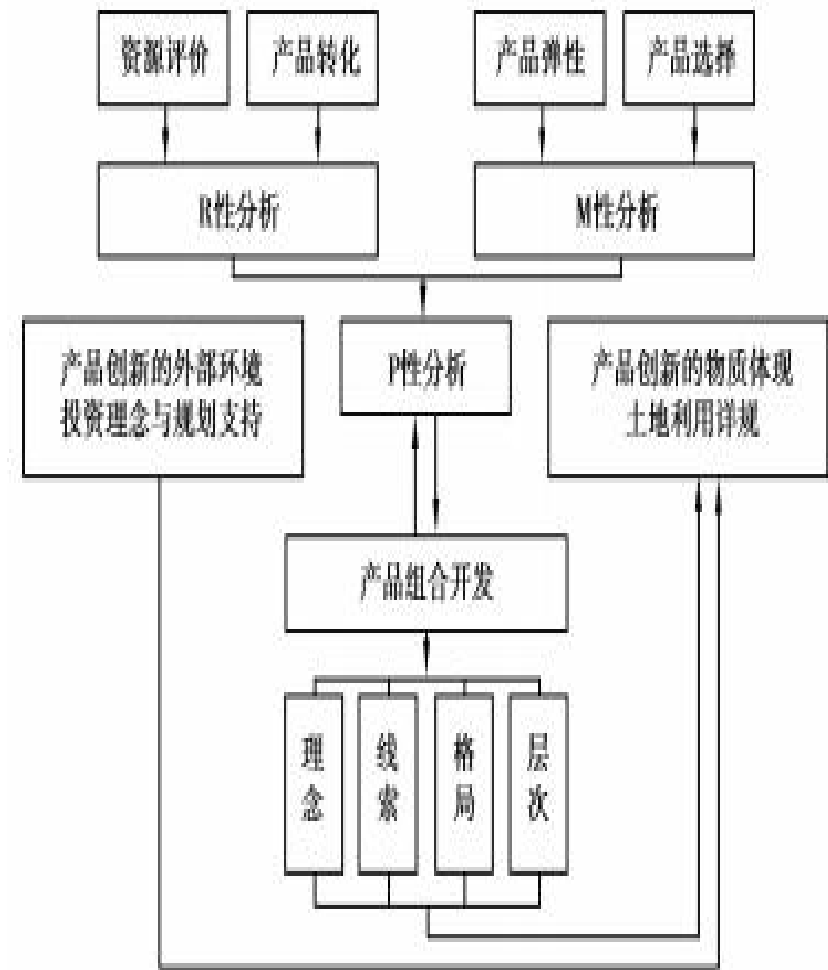 资源评价
产品转化
产品弹性
产品选择
R性分析
M性分析
产品创新的外部环境
投资理念与规划支持
P性分析
产品创新的物质体现
土地利用详规
产品组合开发
理念
线索
格局
层次